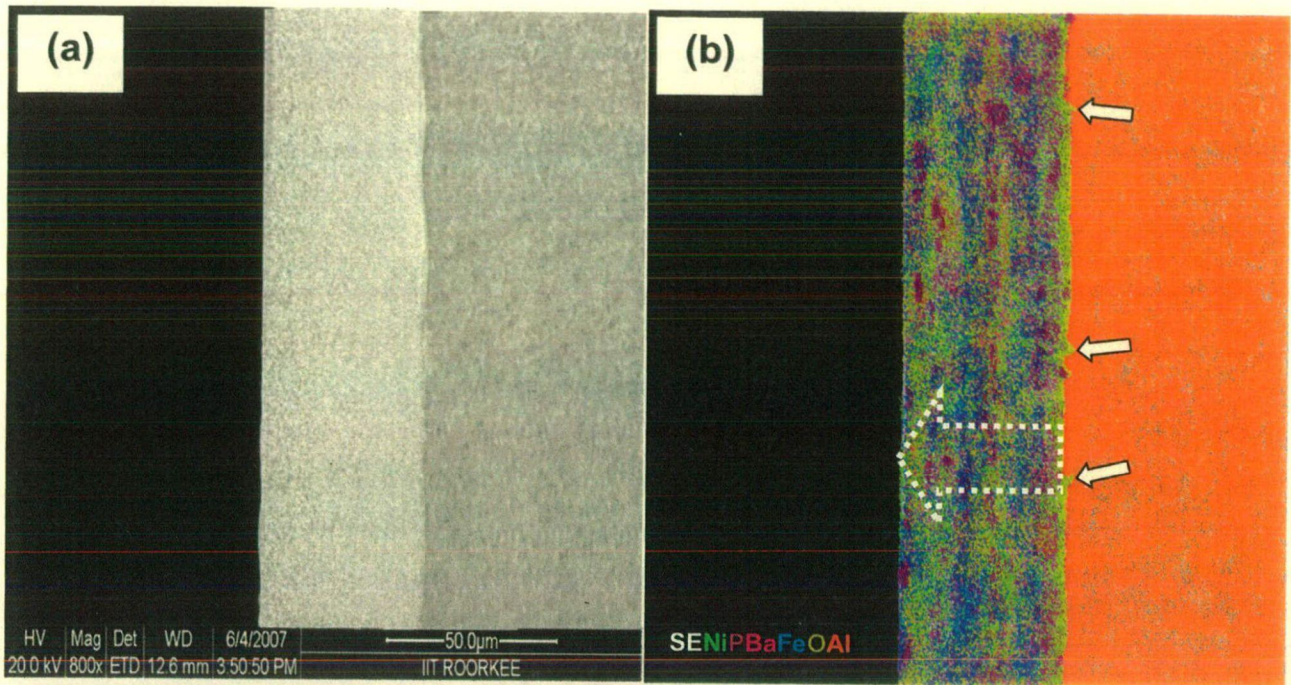 (a)
(b)
HV Mag Det WD 6/4/2007 50.0µm
20.0 kV 800x ETD 12.6 mm 3:50:50 PM IIT ROORKEE
SENiPBaFeOAl